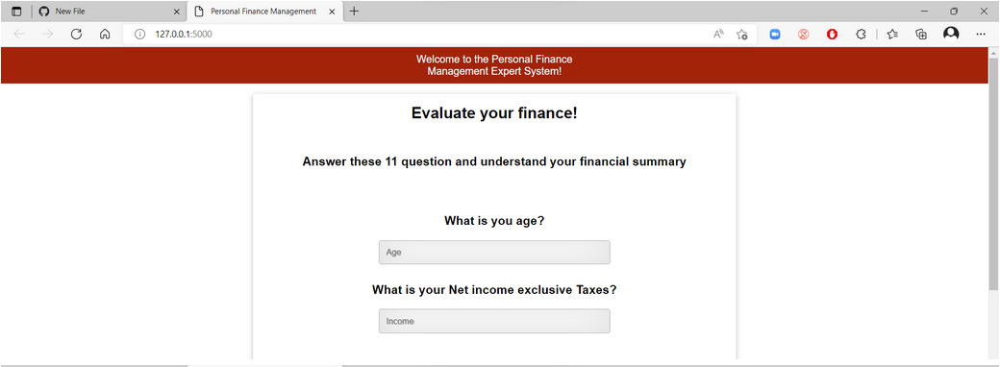 New File
Personal Finance Management
127.0.0.1:5000
Welcome to the Personal Finance
Management Expert System!
Evaluate your finance!
Answer these 11 question and understand your financial summary
What is you age?
Age
What is your Net income exclusive Taxes?
Income